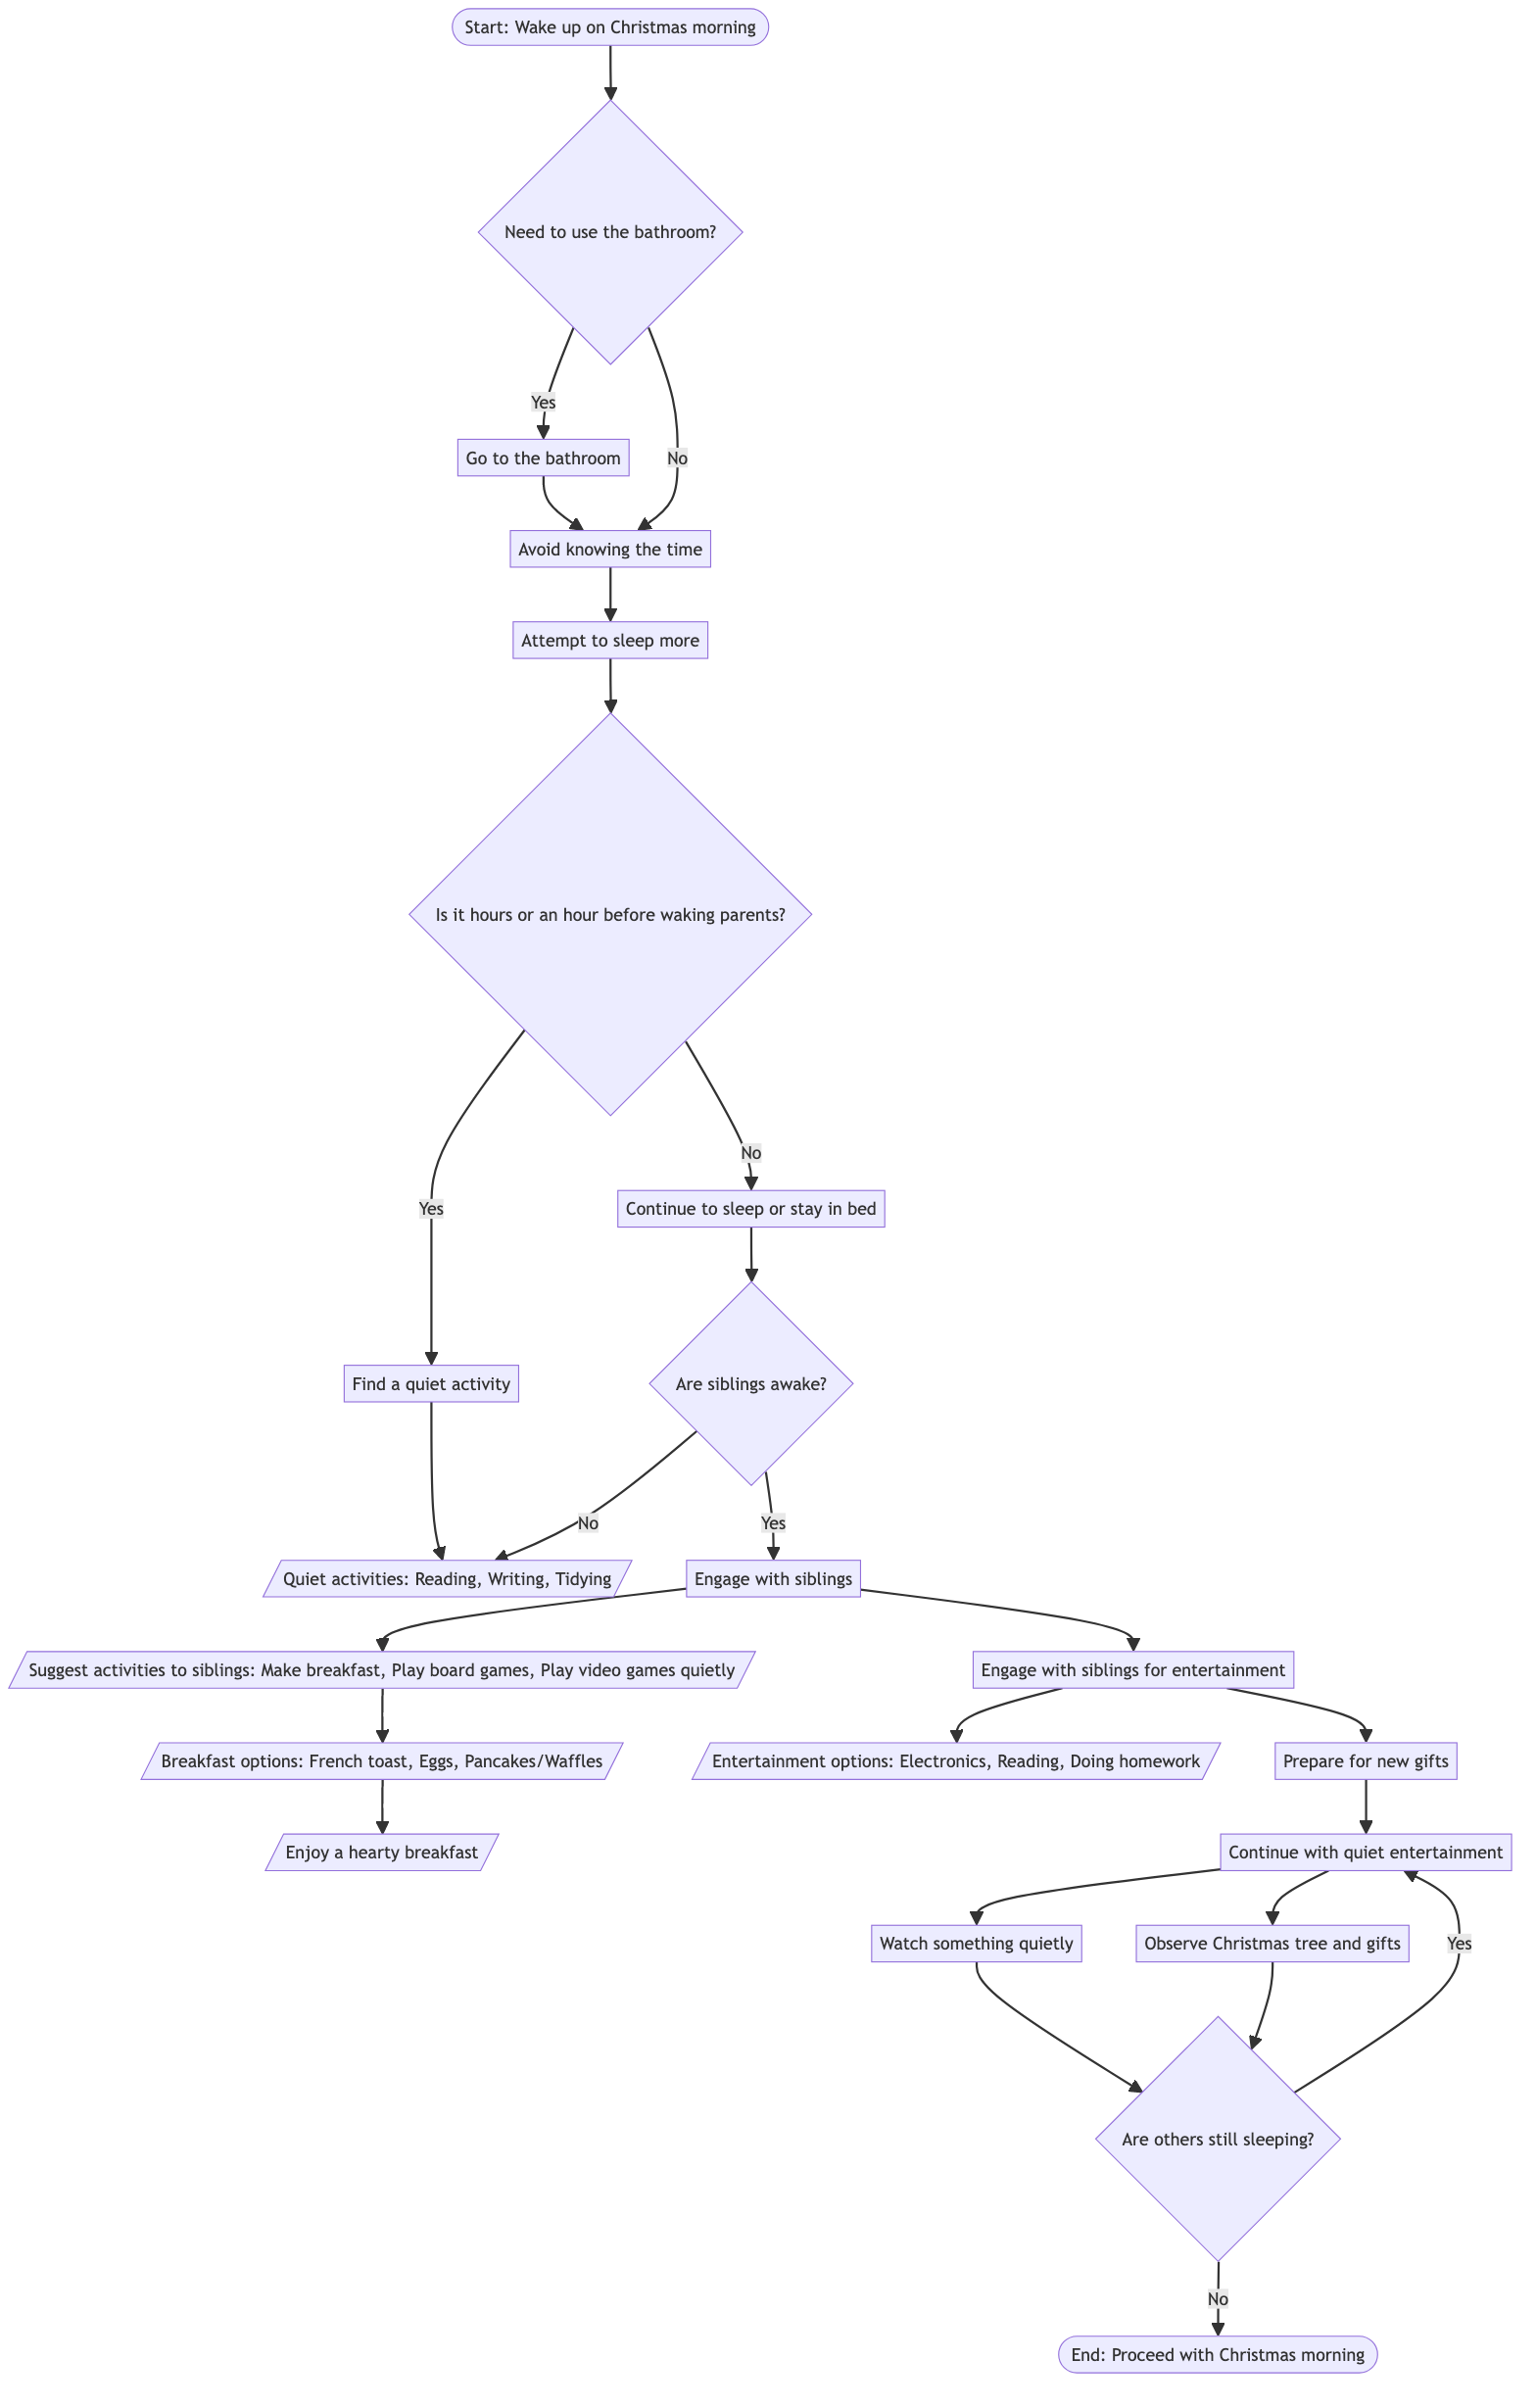 Start: Wake up on Christmas morning
Need to use the bathroom?
Yes
Go to the bathroom
No
Avoid knowing the time
Attempt to sleep more
Is it hours or an hour before waking parents?
No
Yes
Continue to sleep or stay in bed
Find a quiet activity
Are siblings awake?
No
Yes
Quiet activities: Reading, Writing, Tidying
Engage with siblings
Suggest activities to siblings: Make breakfast, Play board games, Play video games quietly
Engage with siblings for entertainment
Breakfast options: French toast, Eggs, Pancakes/Waffles
Entertainment options: Electronics, Reading, Doing homework
Prepare for new gifts
Enjoy a hearty breakfast
Continue with quiet entertainment
Watch something quietly
Observe Christmas tree and gifts
Yes
Are others still sleeping?
No
End: Proceed with Christmas morning